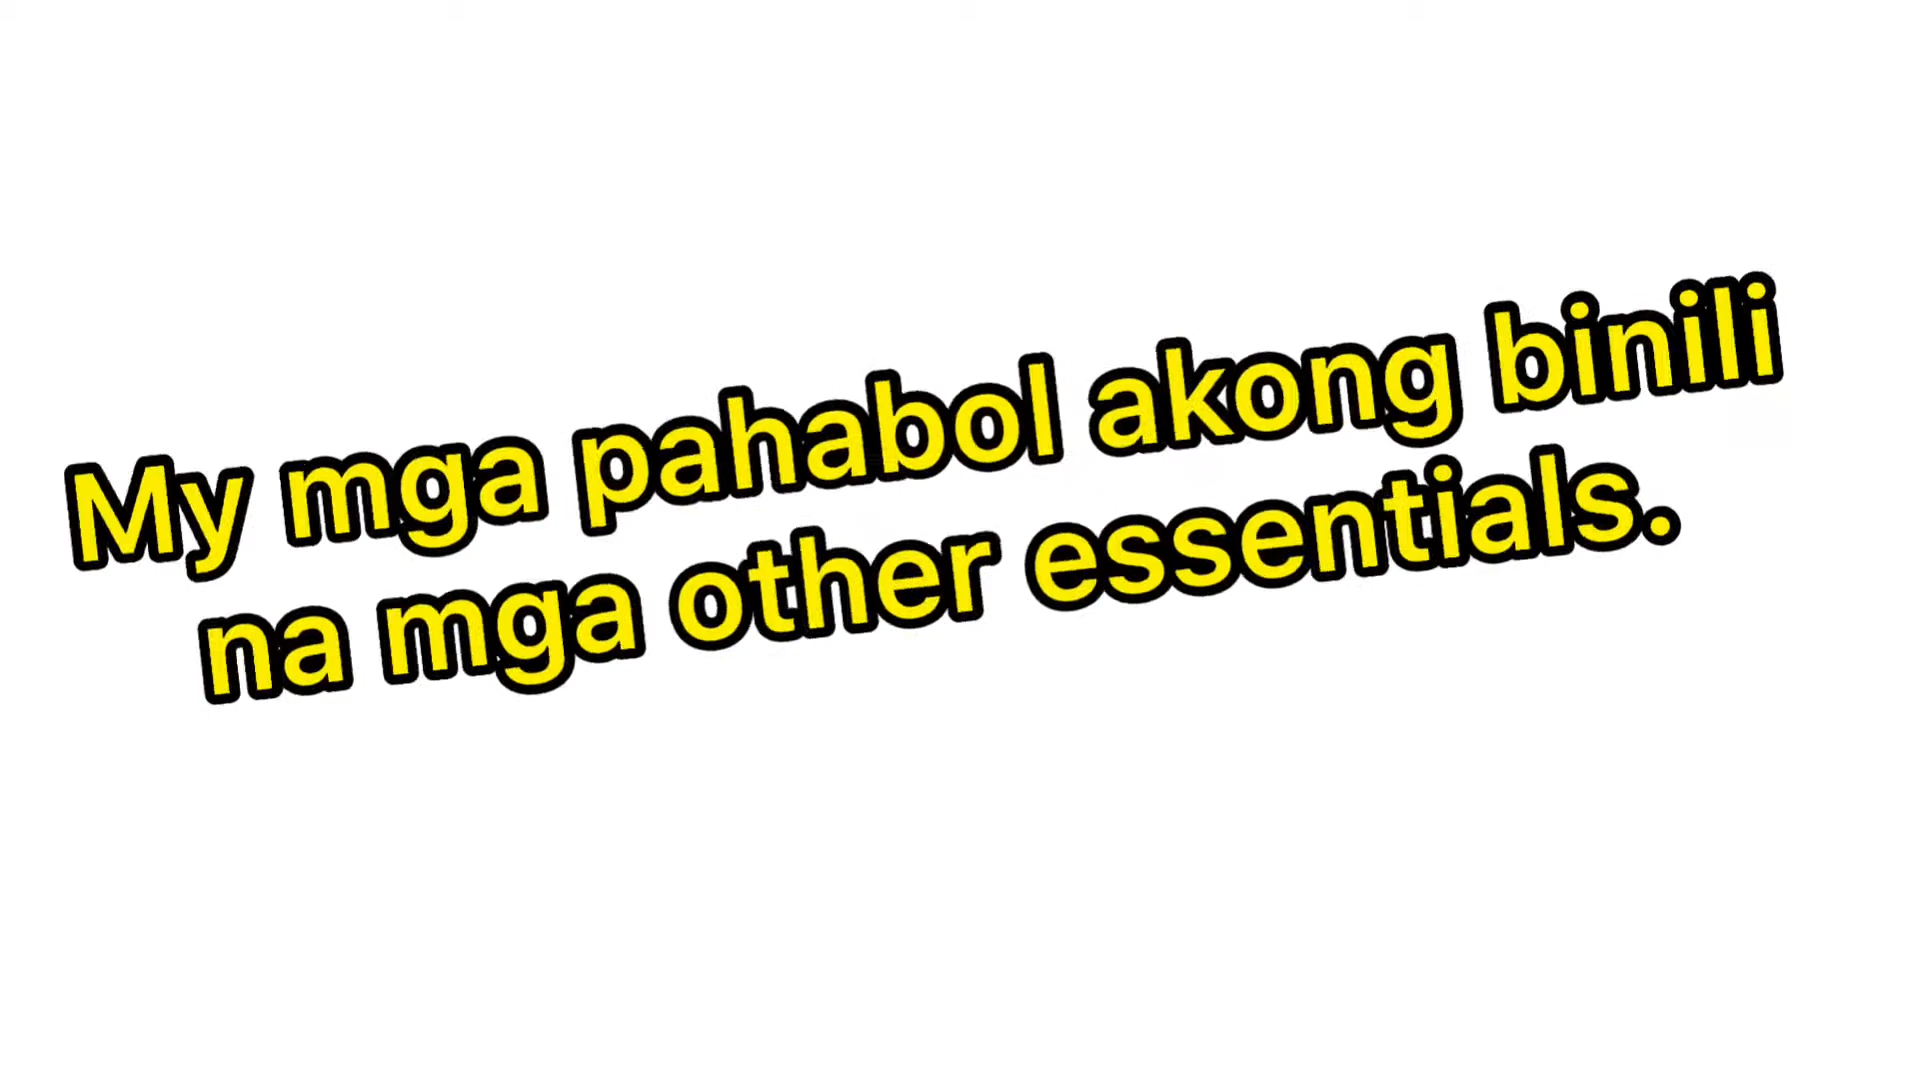 My mga pahabol akong binili
na mga other essentials.